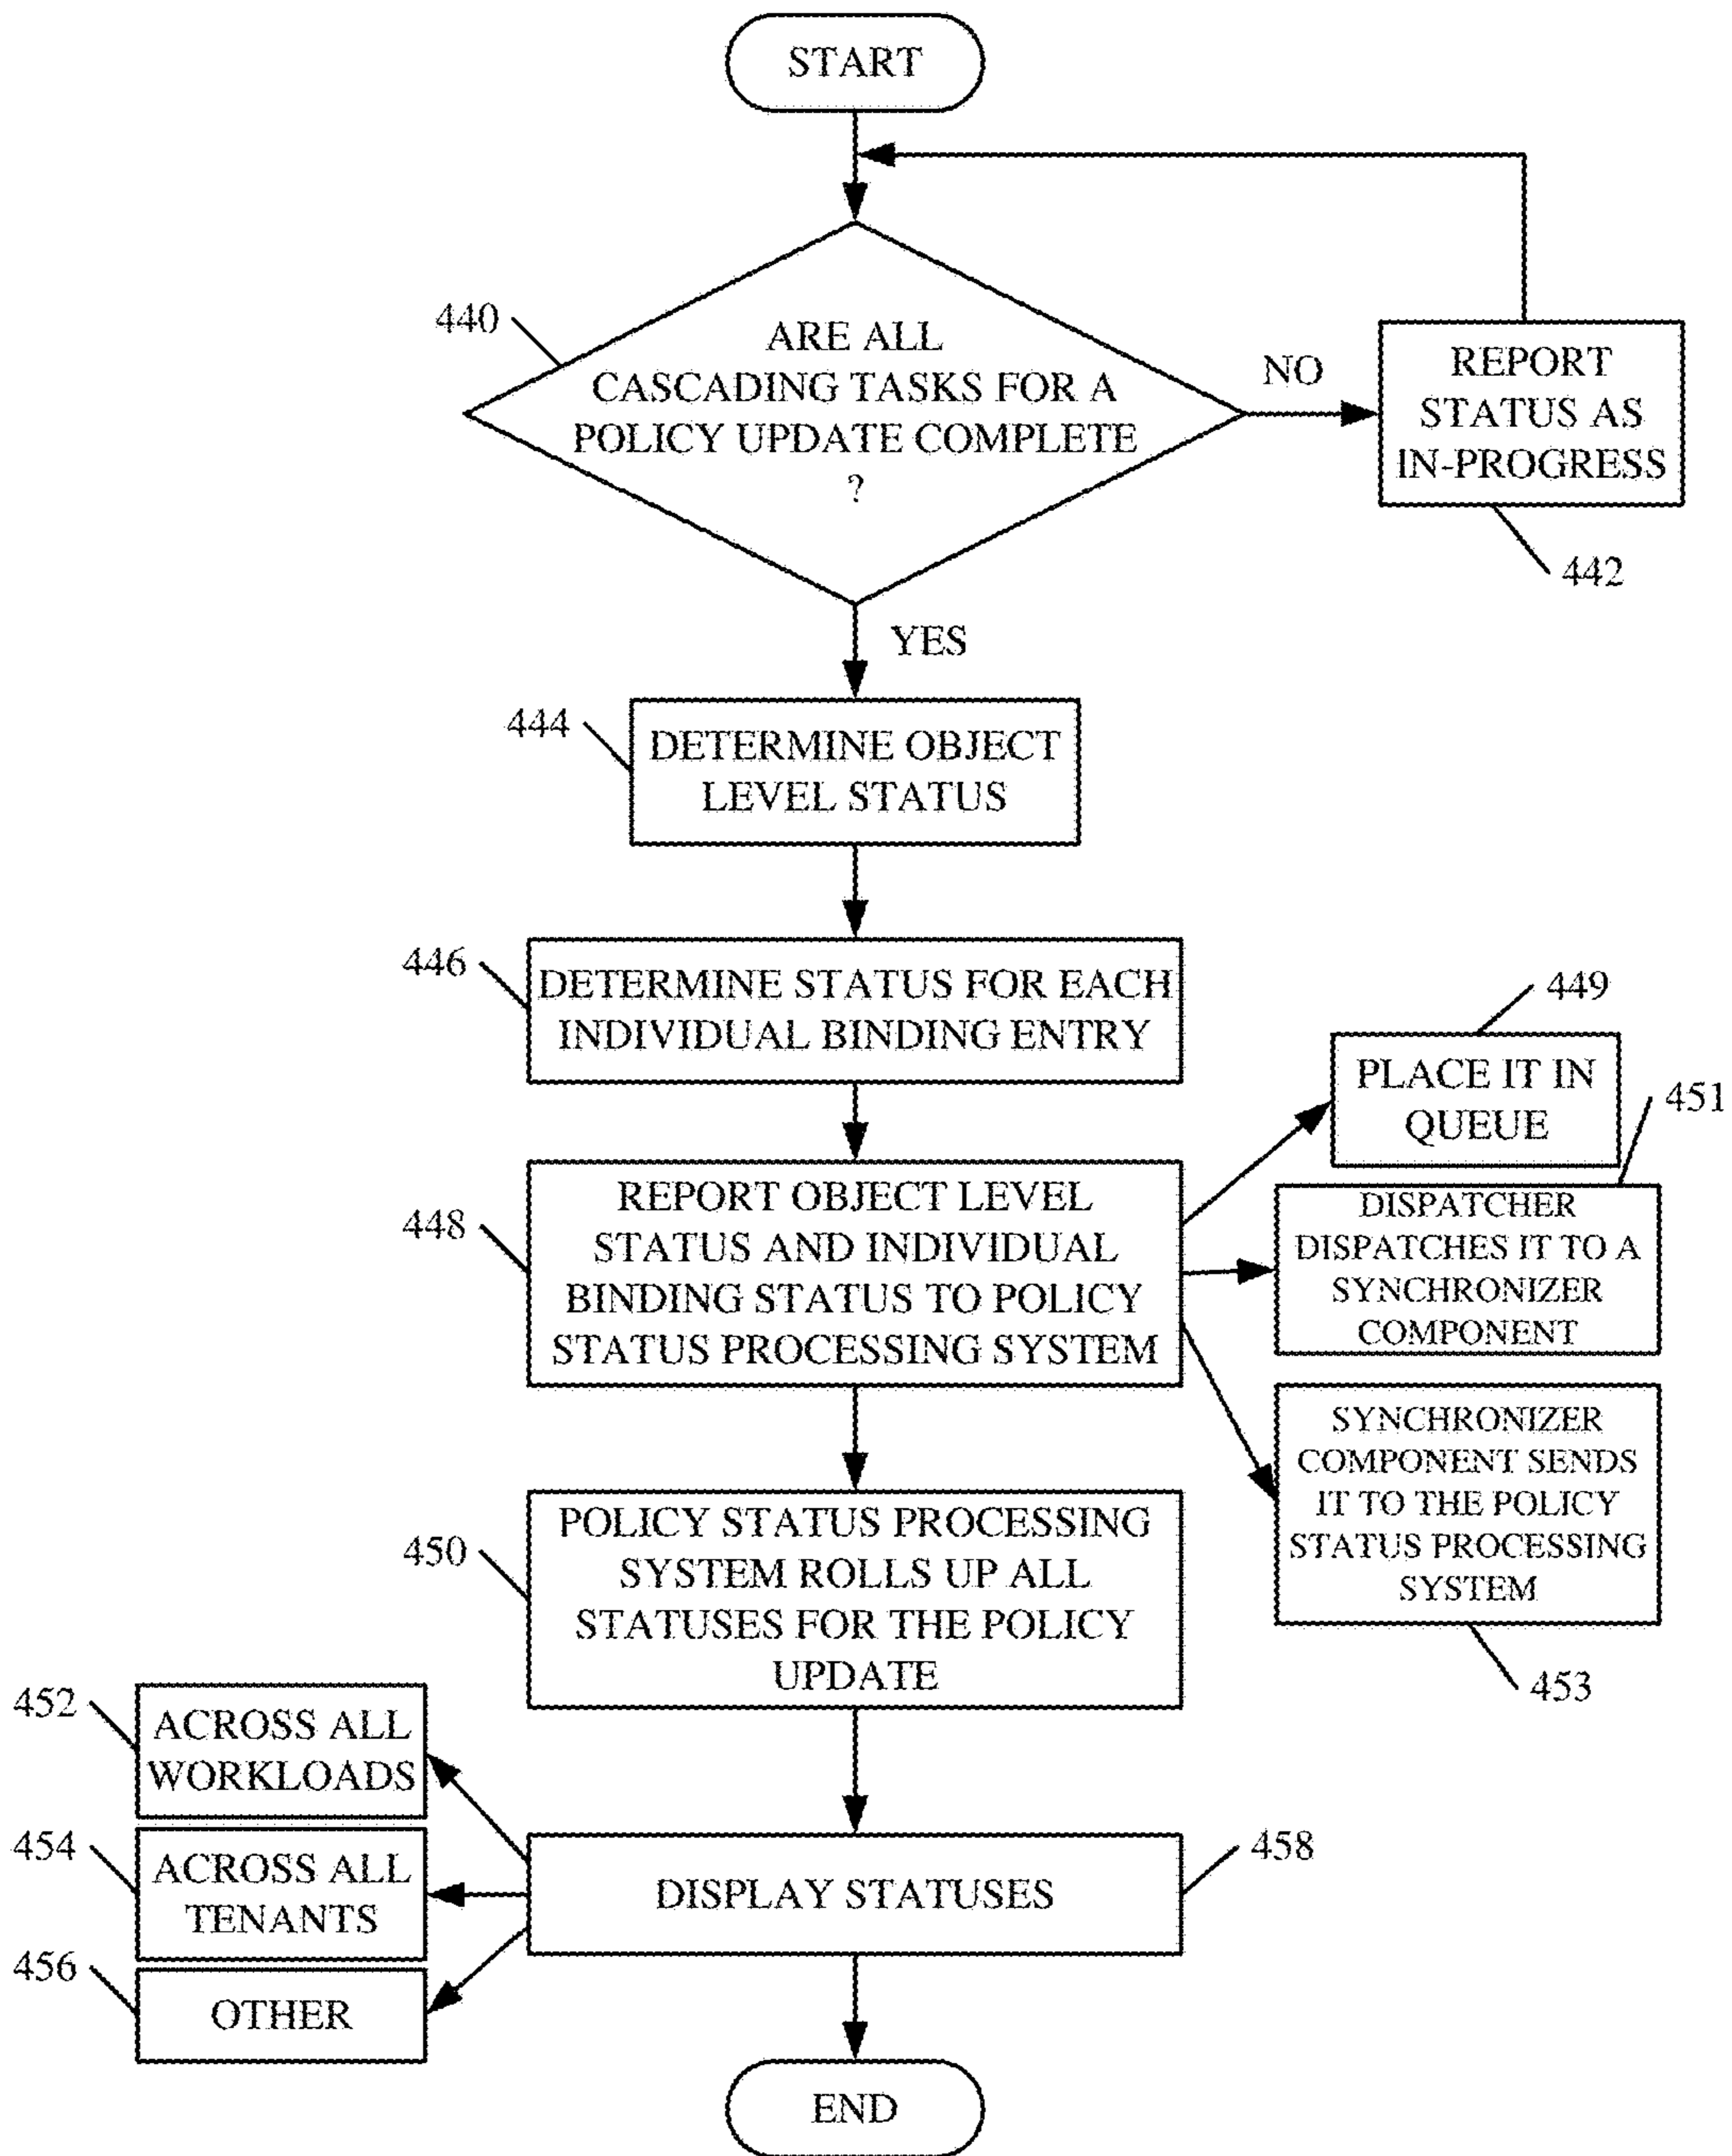 START
440
ARE ALL
CASCADING TASKS FOR A
POLICY UPDATE COMPLETE
?
NO
REPORT
STATUS AS
IN-PROGRESS
442
YES
444
DETERMINE OBJECT
LEVEL STATUS
446
DETERMINE STATUS FOR EACH
INDIVIDUAL BINDING ENTRY
448
REPORT OBJECT LEVEL
STATUS AND INDIVIDUAL
BINDING STATUS TO POLICY
STATUS PROCESSING SYSTEM
449
PLACE IT IN
QUEUE
451
DISPATCHER
DISPATCHES IT TO A
SYNCHRONIZER
COMPONENT
SYNCHRONIZER
COMPONENT SENDS
IT TO THE POLICY
STATUS PROCESSING
SYSTEM
453
450
POLICY STATUS PROCESSING
SYSTEM ROLLS UP ALL
STATUSES FOR THE POLICY
UPDATE
452
ACROSS ALL
WORKLOADS
454
ACROSS ALL
TENANTS
456
OTHER
458
DISPLAY STATUSES
END